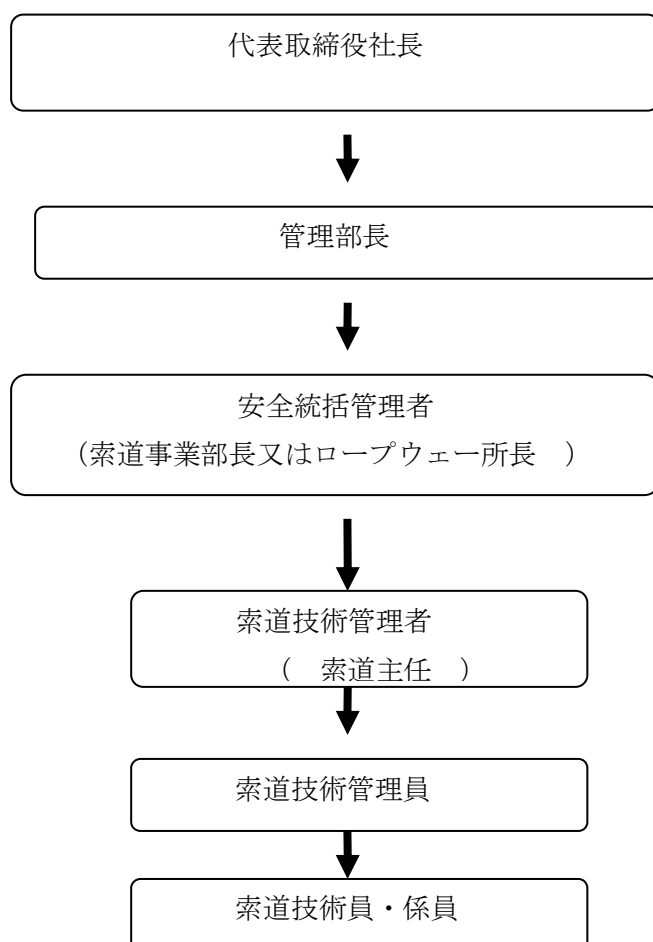 代表取締役社長
管理部長
安全統括管理者
（索道事業部長又はロープウェー所長　）
索道技術管理者
（　索道主任　）
索道技術管理員
索道技術員・係員